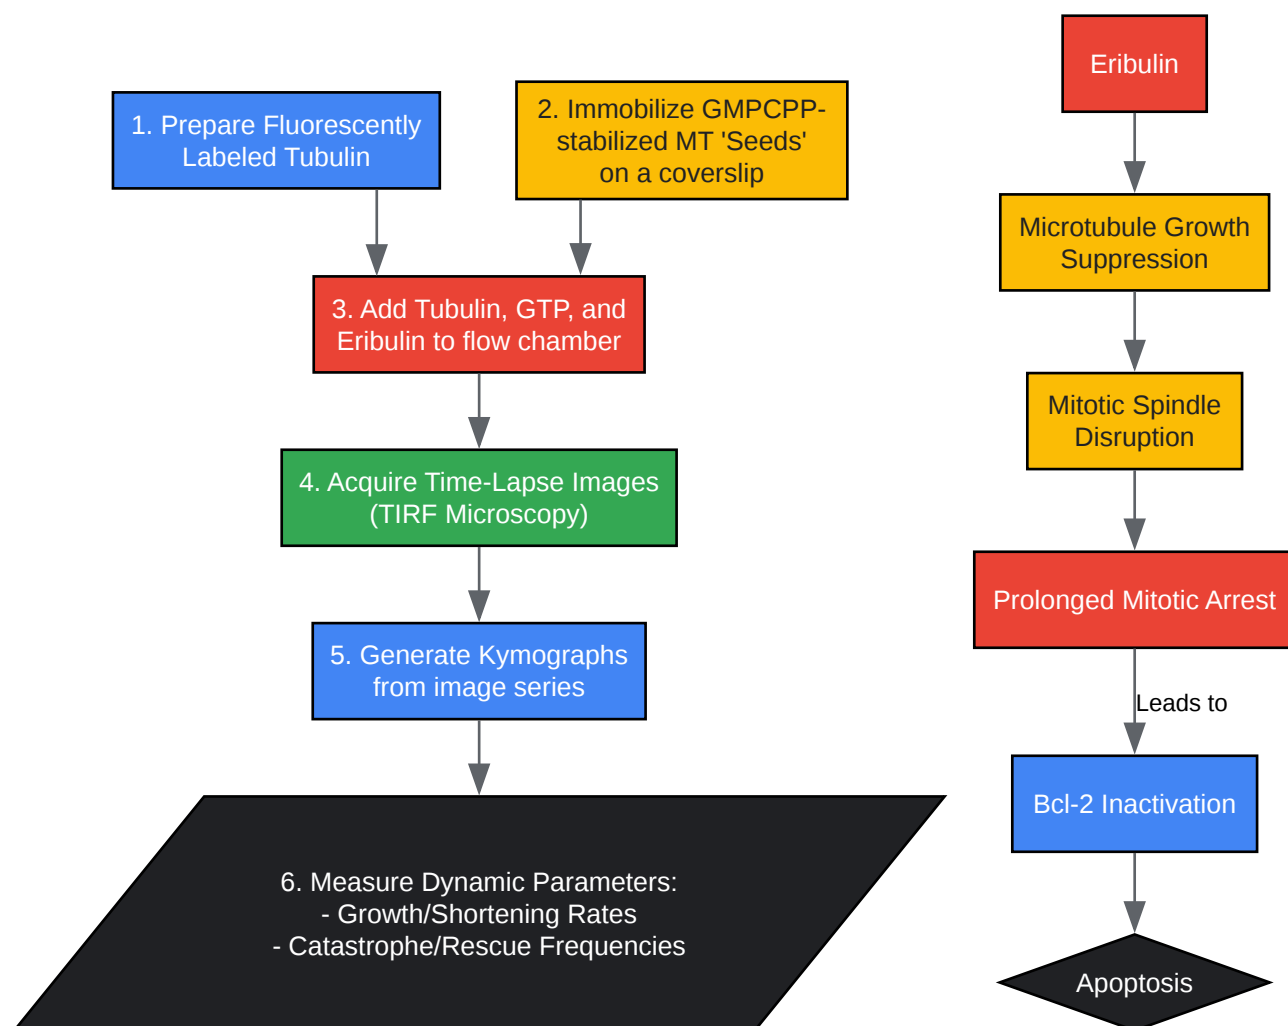 1. Prepare Fluorescently
Labeled Tubulin
2. Immobilize GMPCPP-
stabilized MT 'Seeds'
on a coverslip
3. Add Tubulin, GTP, and
Eribulin to flow chamber
4. Acquire Time-Lapse Images
(TIRF Microscopy)
5. Generate Kymographs
from image series
6. Measure Dynamic Parameters:
- Growth/Shortening Rates
- Catastrophe/Rescue Frequencies
Eribulin
Microtubule Growth
Suppression
Mitotic Spindle
Disruption
Prolonged Mitotic Arrest
Leads to
Bcl-2 Inactivation
Apoptosis